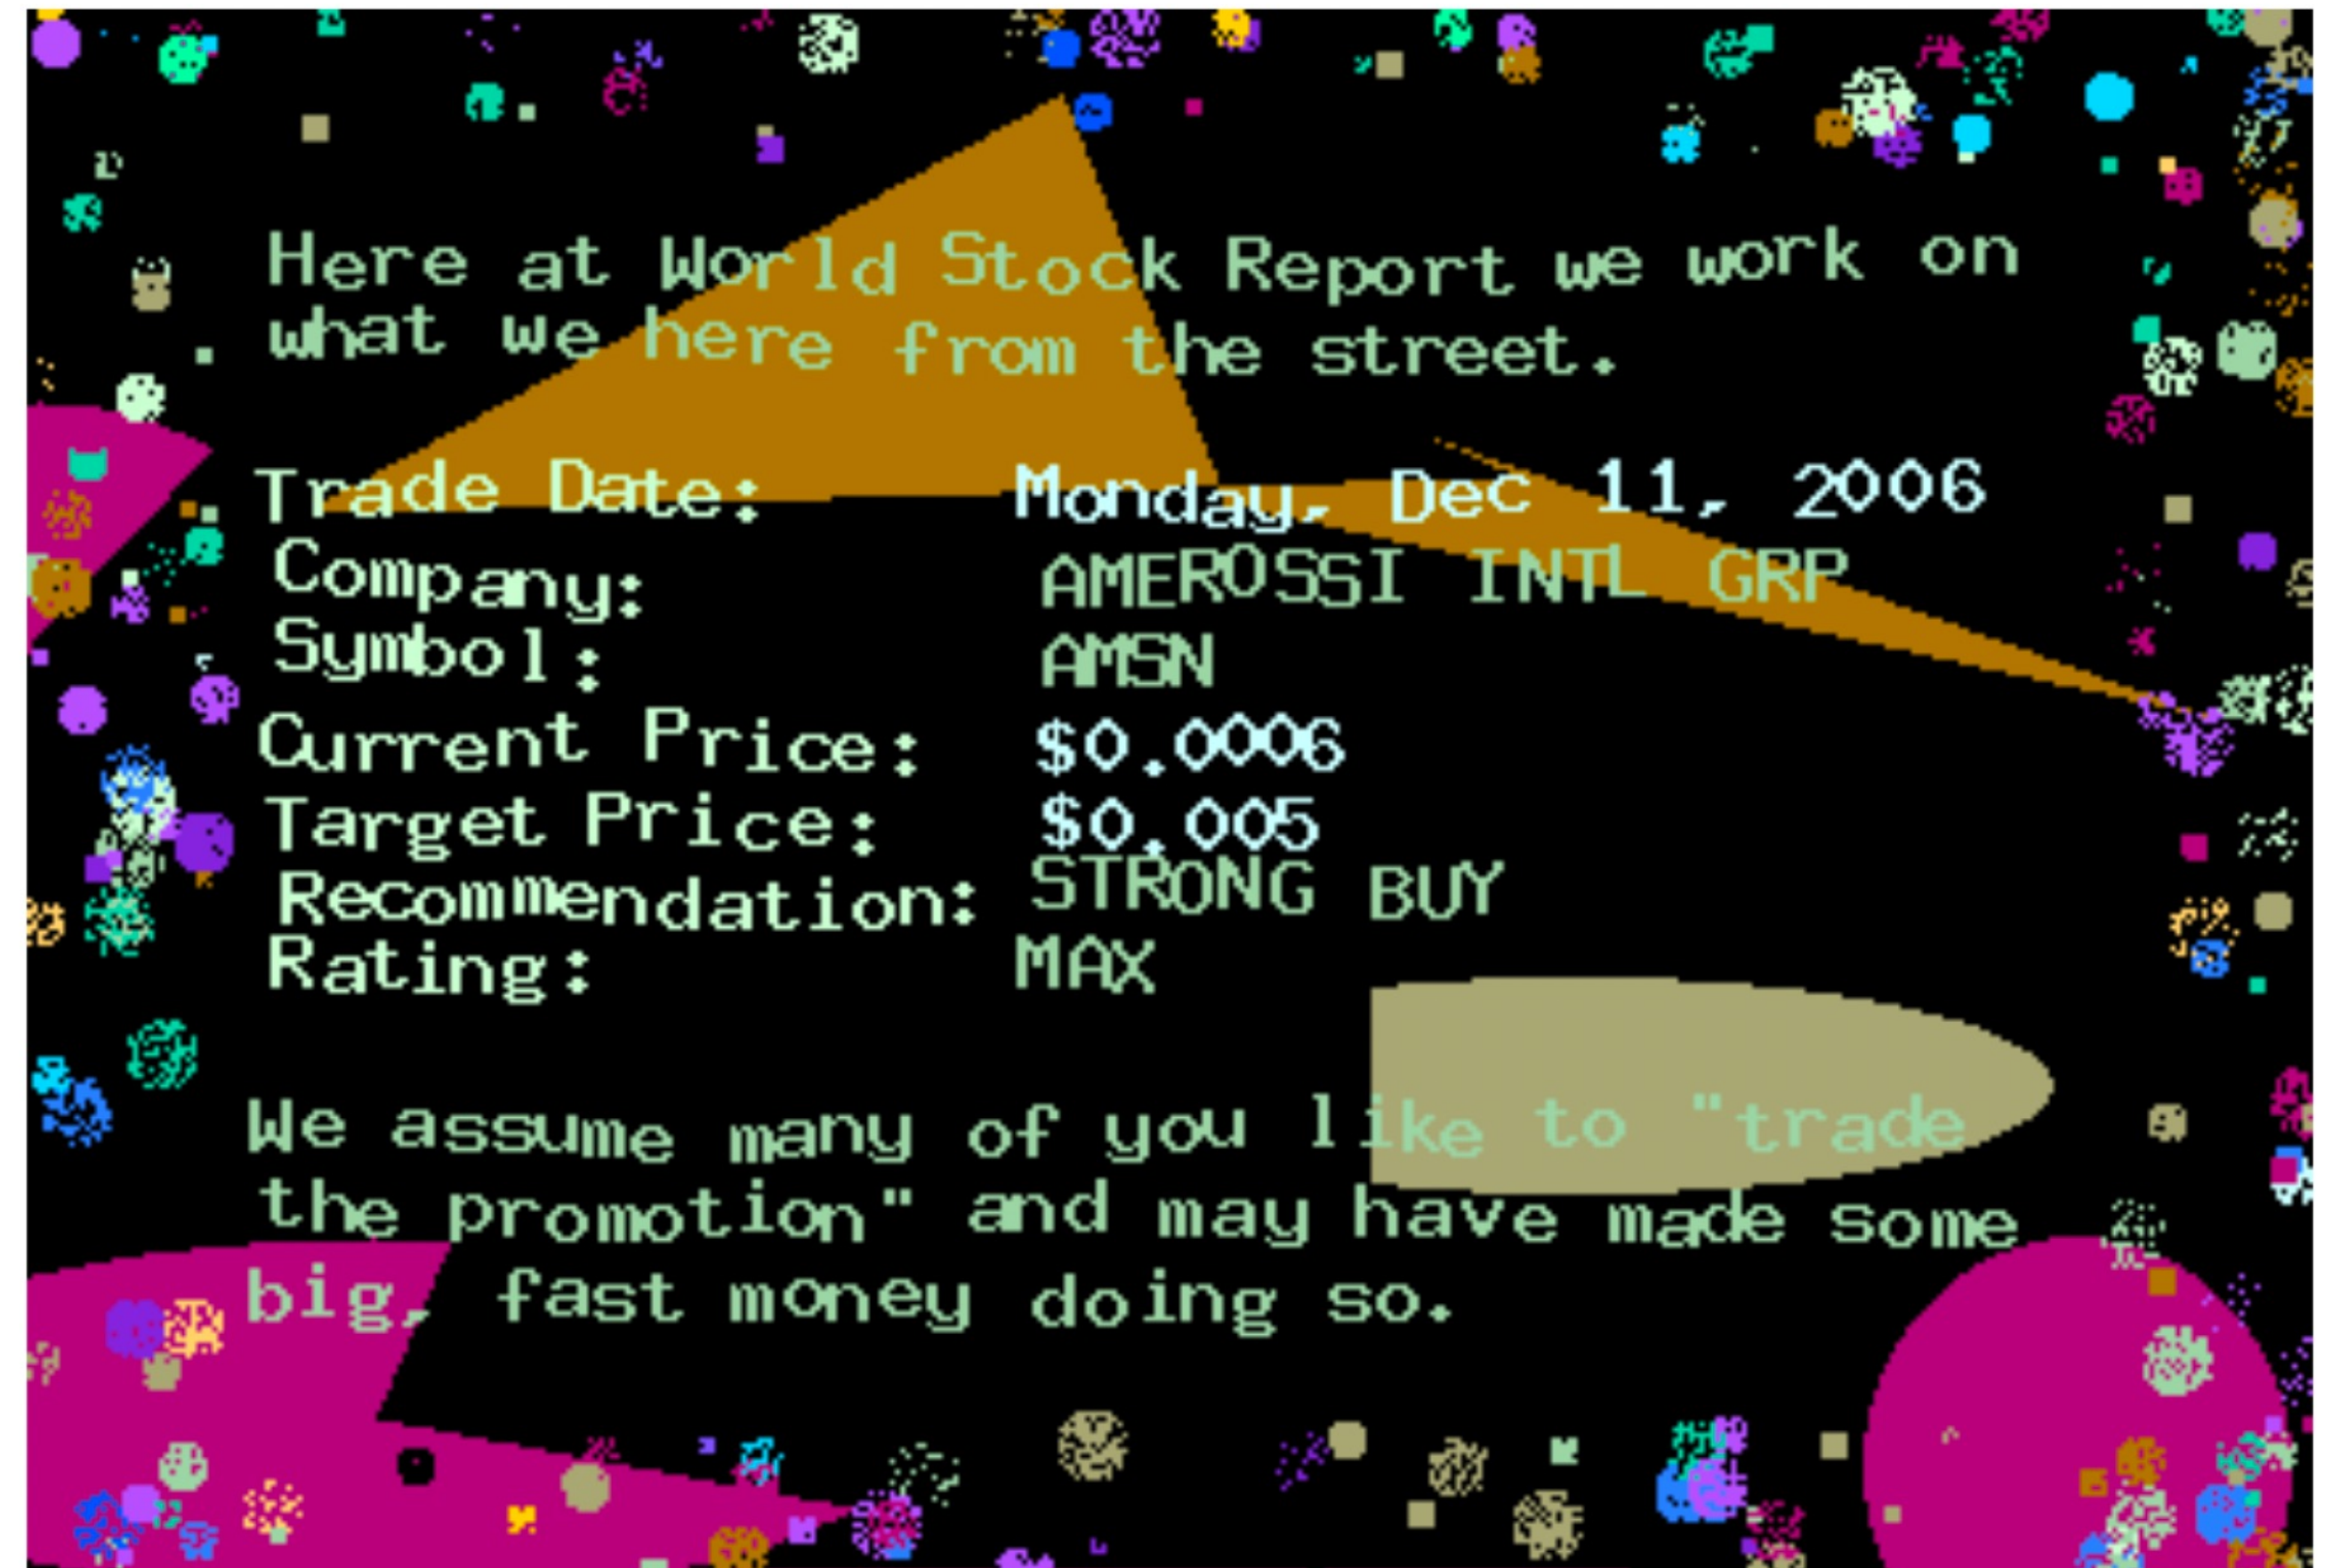 Here at World Stock Report we work on
what we here from the street.
Trade Date: Monday, Dec 11, 2006
Company: AMEROSSI INTL GRP
Symbol: AMSN
Current Price: $0.0006
Target Price: $0.005
Recommendation: STRONG BUY
Rating: MAX
We assume many of you like to "trade
the promotion" and may have made some
big, fast money doing so.